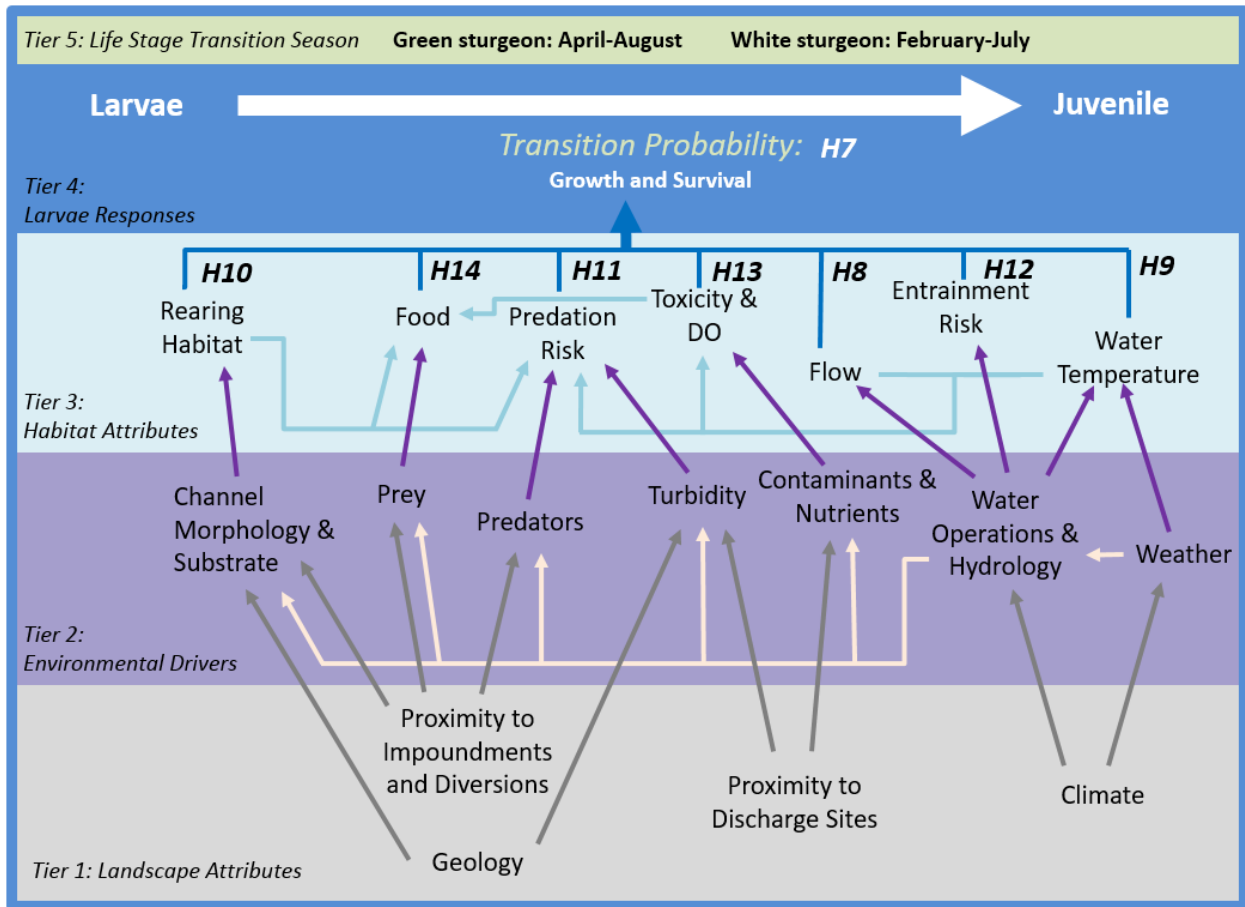 Tier 5: Life Stage Transition Season Green sturgeon: April-August White sturgeon: February-July
Larvae
Juvenile
Transition Probability: H7
Growth and Survival
Tier 4:
Larvae Responses
H10
H14
H11
H13
H8
H12
H9
Rearing
Habitat
Food
Predation
Risk
Toxicity &
DO
Flow
Entrainment
Risk
Water
Temperature
Tier 3:
Habitat Attributes
Channel
Morphology &
Substrate
Prey
Predators
Turbidity
Contaminants &
Nutrients
Water
Operations &
Hydrology
Weather
Tier 2:
Environmental Drivers
Proximity to
Impoundments
and Diversions
Proximity to
Discharge Sites
Climate
Geology
Tier 1: Landscape Attributes